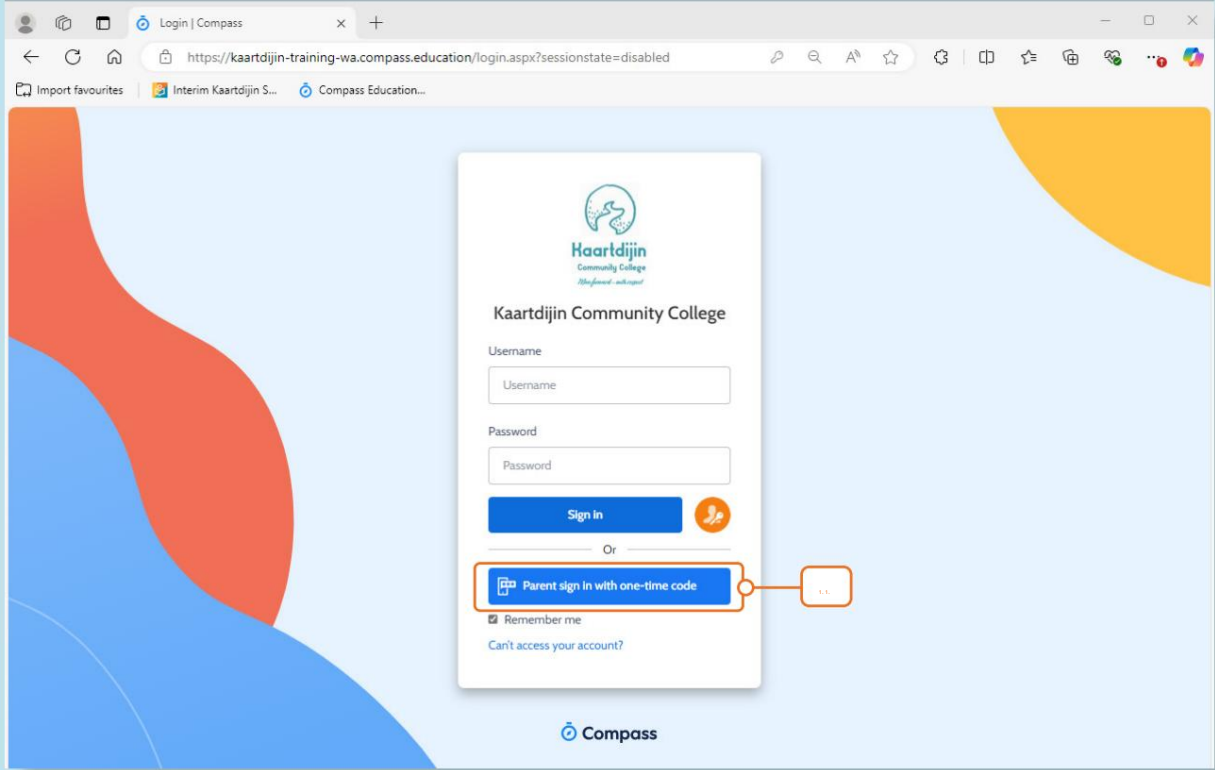 Login | Compass
https://kaartdijin-training-wa.compass.education/login.aspx?sessionstate=disabled
Import favourites
Interim Kaartdijin S...
Compass Education...
Kaartdijin
Community College
Kaartdijin Community College
Username
Username
Password
Password
Sign in
Or
Parent sign in with one-time code
1. 1.
Remember me
Can't access your account?
Compass